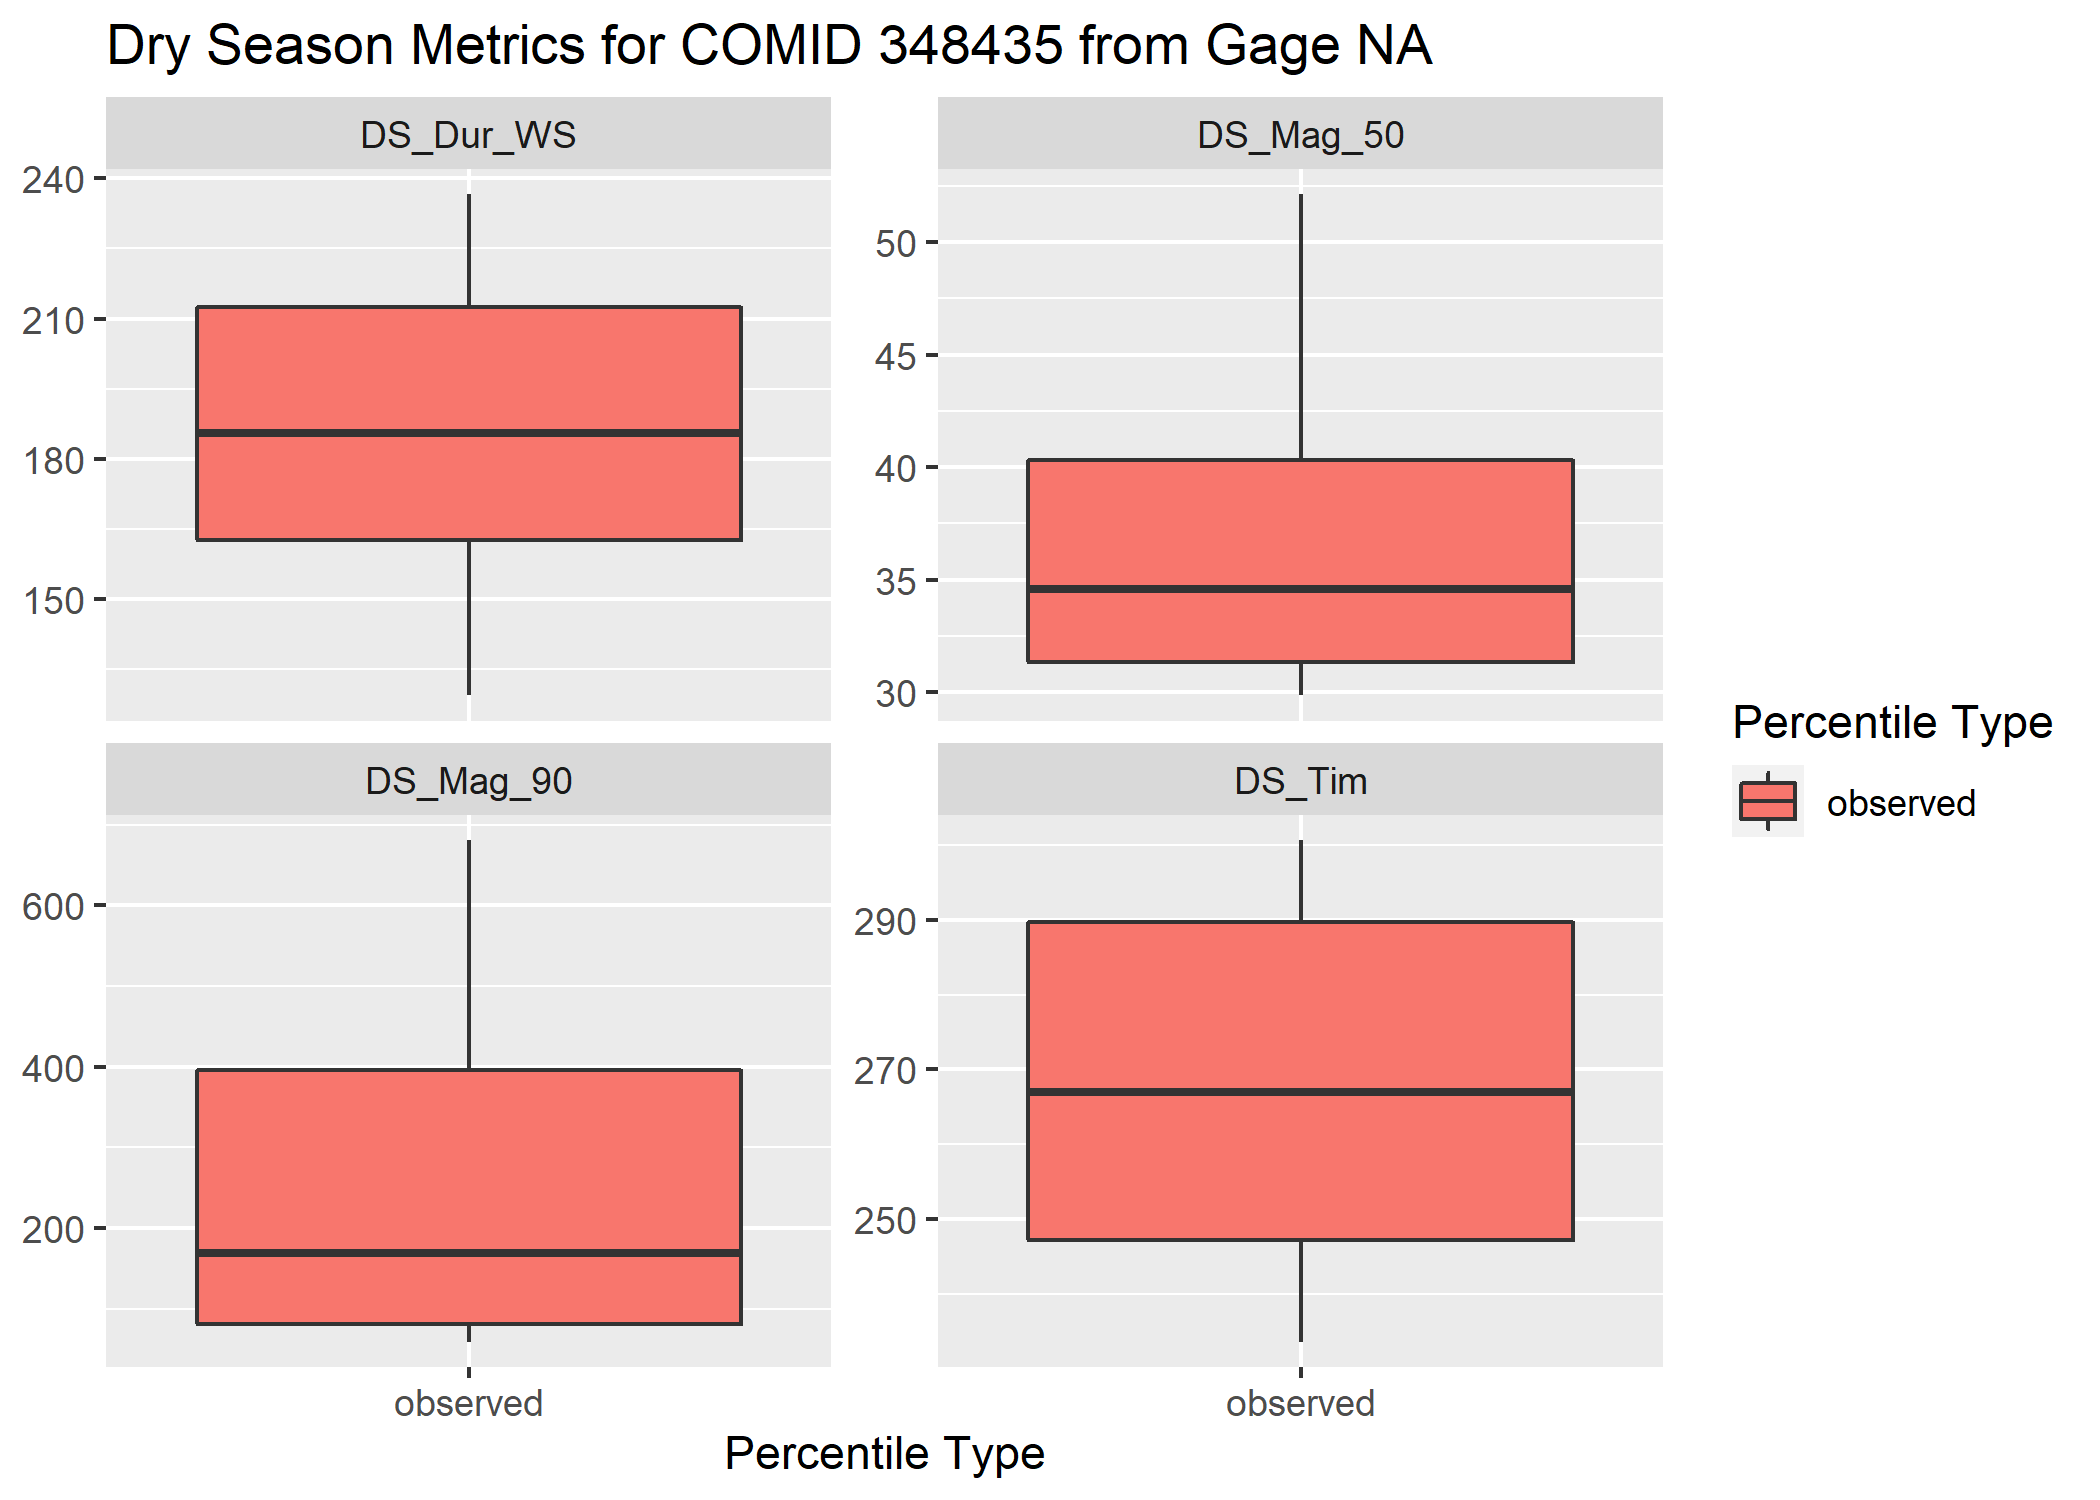 Dry Season Metrics for COMID 348435 from Gage NA
DS_Dur_WS
240
210
180
150
DS_Mag_50
50
45
40
35
30
DS_Mag_90
600
400
200
observed
DS_Tim
290
270
250
observed
Percentile Type
Percentile Type
observed